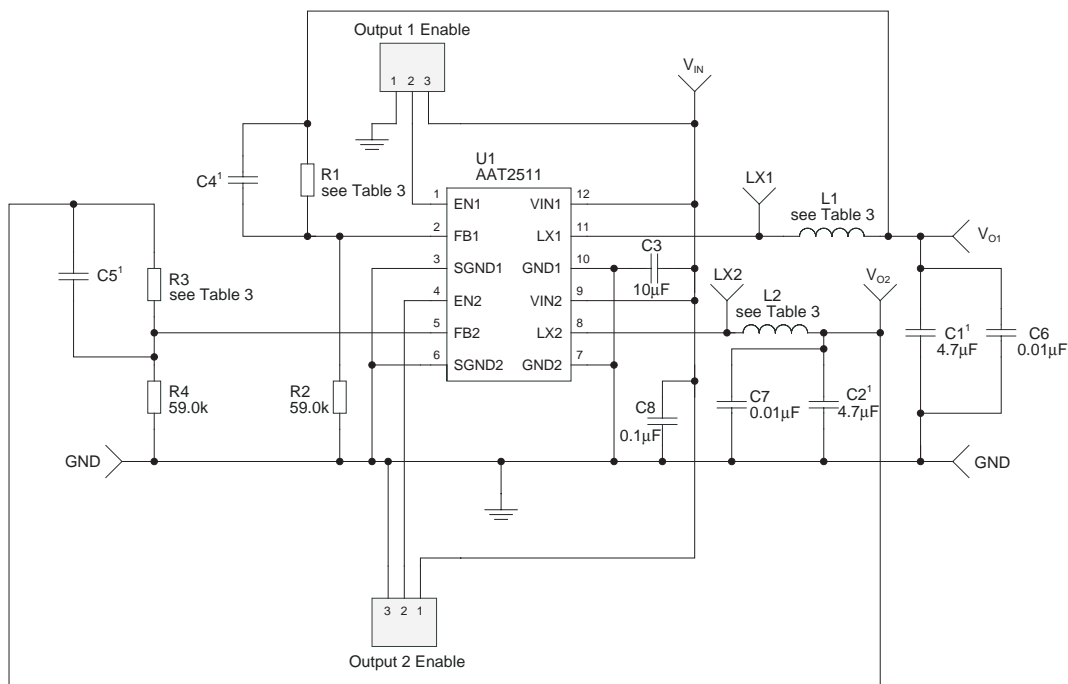 Output 1 Enable
1 2 3
V_IN
U1
AAT2511
C4¹
R1
see Table 3
LX1
L1
see Table 3
1 EN1 VIN1 12
2 FB1 LX1 11
3 SGND1 GND1 10
4 EN2 VIN2 9
5 FB2 LX2 8
6 SGND2 GND2 7
C3
10µF
V_O1
C5¹
R3
see Table 3
LX2
L2
see Table 3
V_O2
C1¹
4.7µF
C6
0.01µF
R4
59.0k
R2
59.0k
C8
0.1µF
C7
0.01µF
C2¹
4.7µF
GND
GND
3 2 1
Output 2 Enable